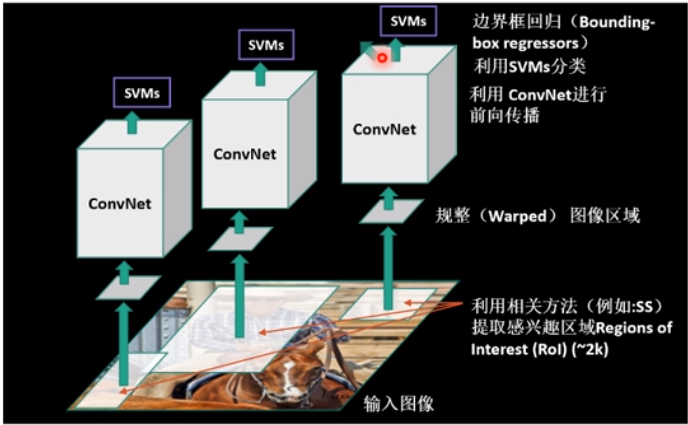 SVMs
SVMs
SVMs
边界框回归（Bounding-
box regressors）
利用SVMs分类
利用 ConvNet进行
前向传播
ConvNet
ConvNet
ConvNet
规整（Warped） 图像区域
利用相关方法（例如:SS）
提取感兴趣区域Regions of
Interest (RoI) (~2k)
输入图像